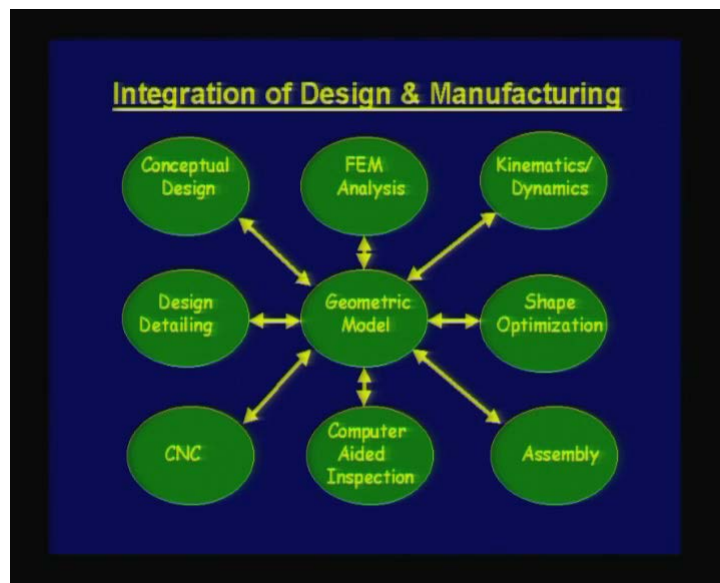 Integration of Design & Manufacturing
Conceptual
Design
FEM
Analysis
Kinematics/
Dynamics
Design
Detailing
Geometric
Model
Shape
Optimization
CNC
Computer
Aided
Inspection
Assembly